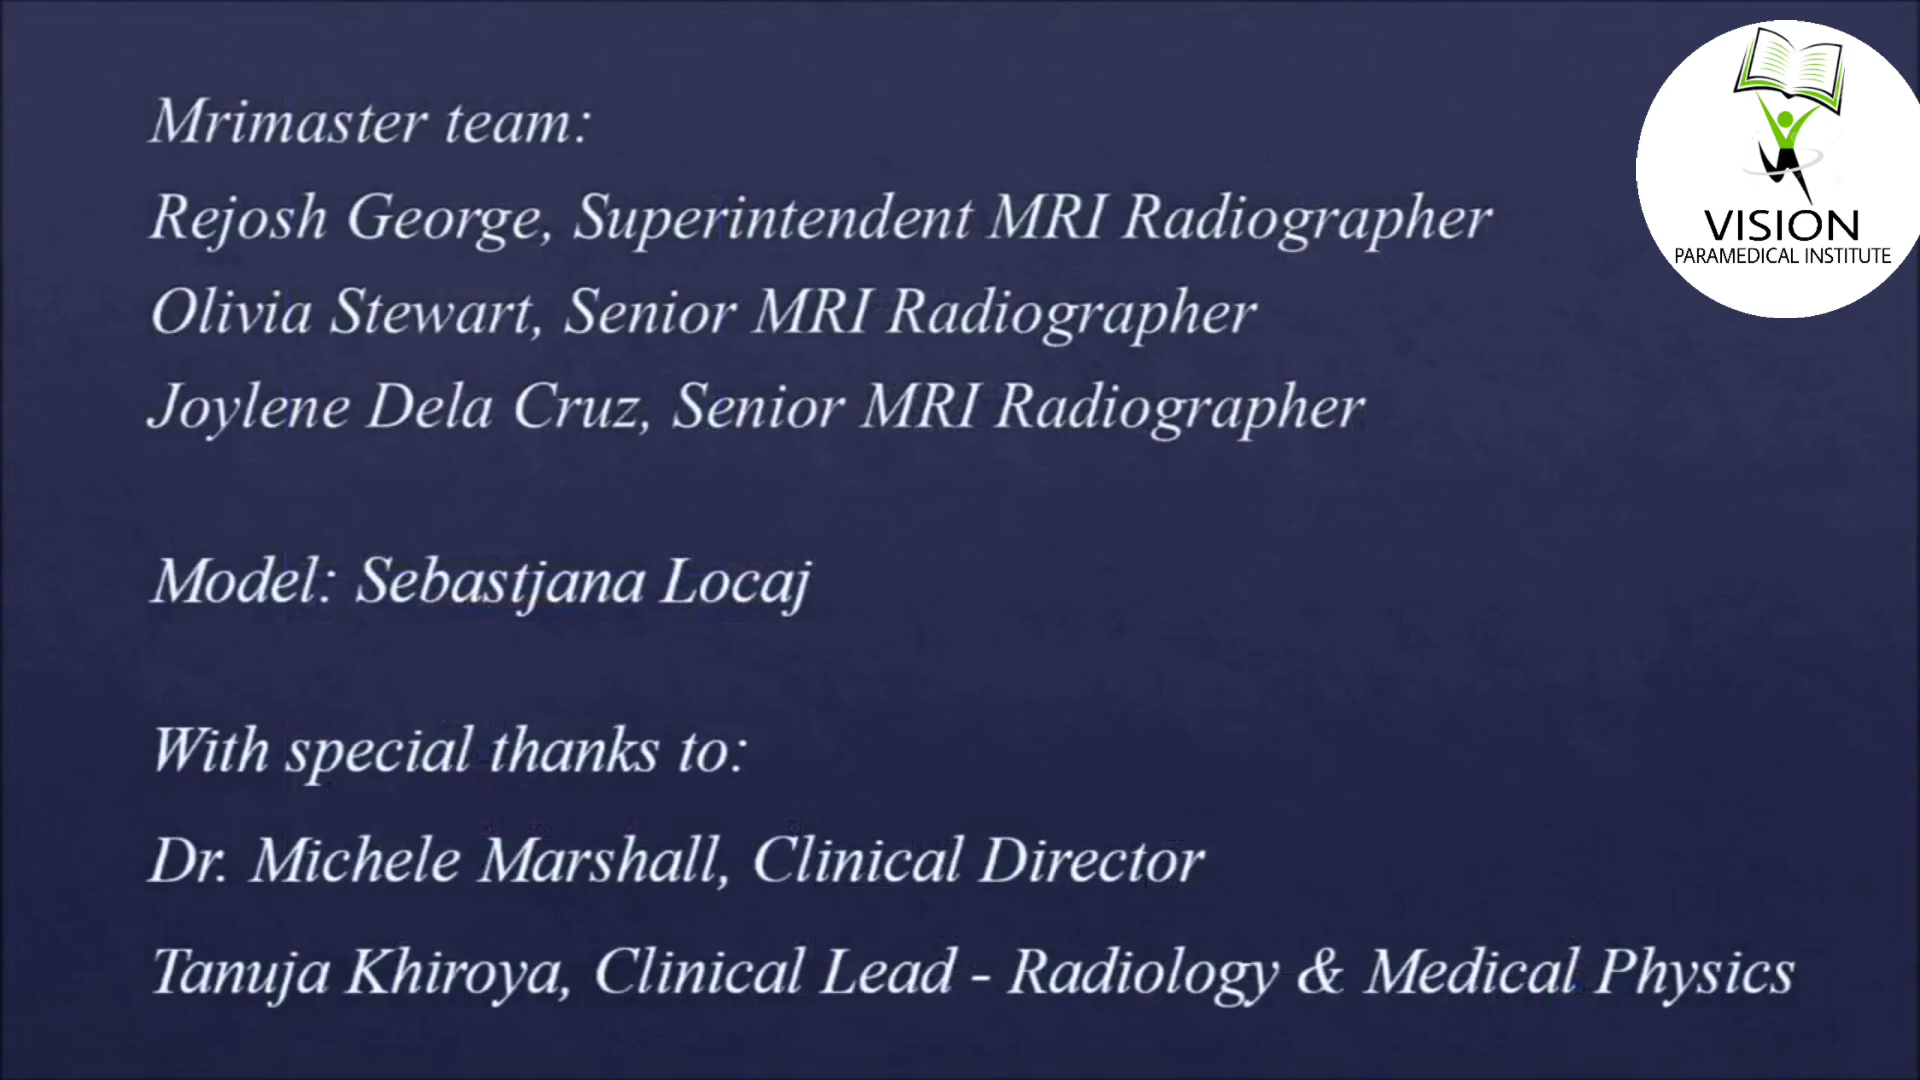 Mrimaster team:
Rejosh George, Superintendent MRI Radiographer
Olivia Stewart, Senior MRI Radiographer
Joylene Dela Cruz, Senior MRI Radiographer
Model: Sebastjana Locaj
With special thanks to:
Dr. Michele Marshall, Clinical Director
Tanuja Khiroya, Clinical Lead - Radiology & Medical Physics
VISION
PARAMEDICAL INSTITUTE